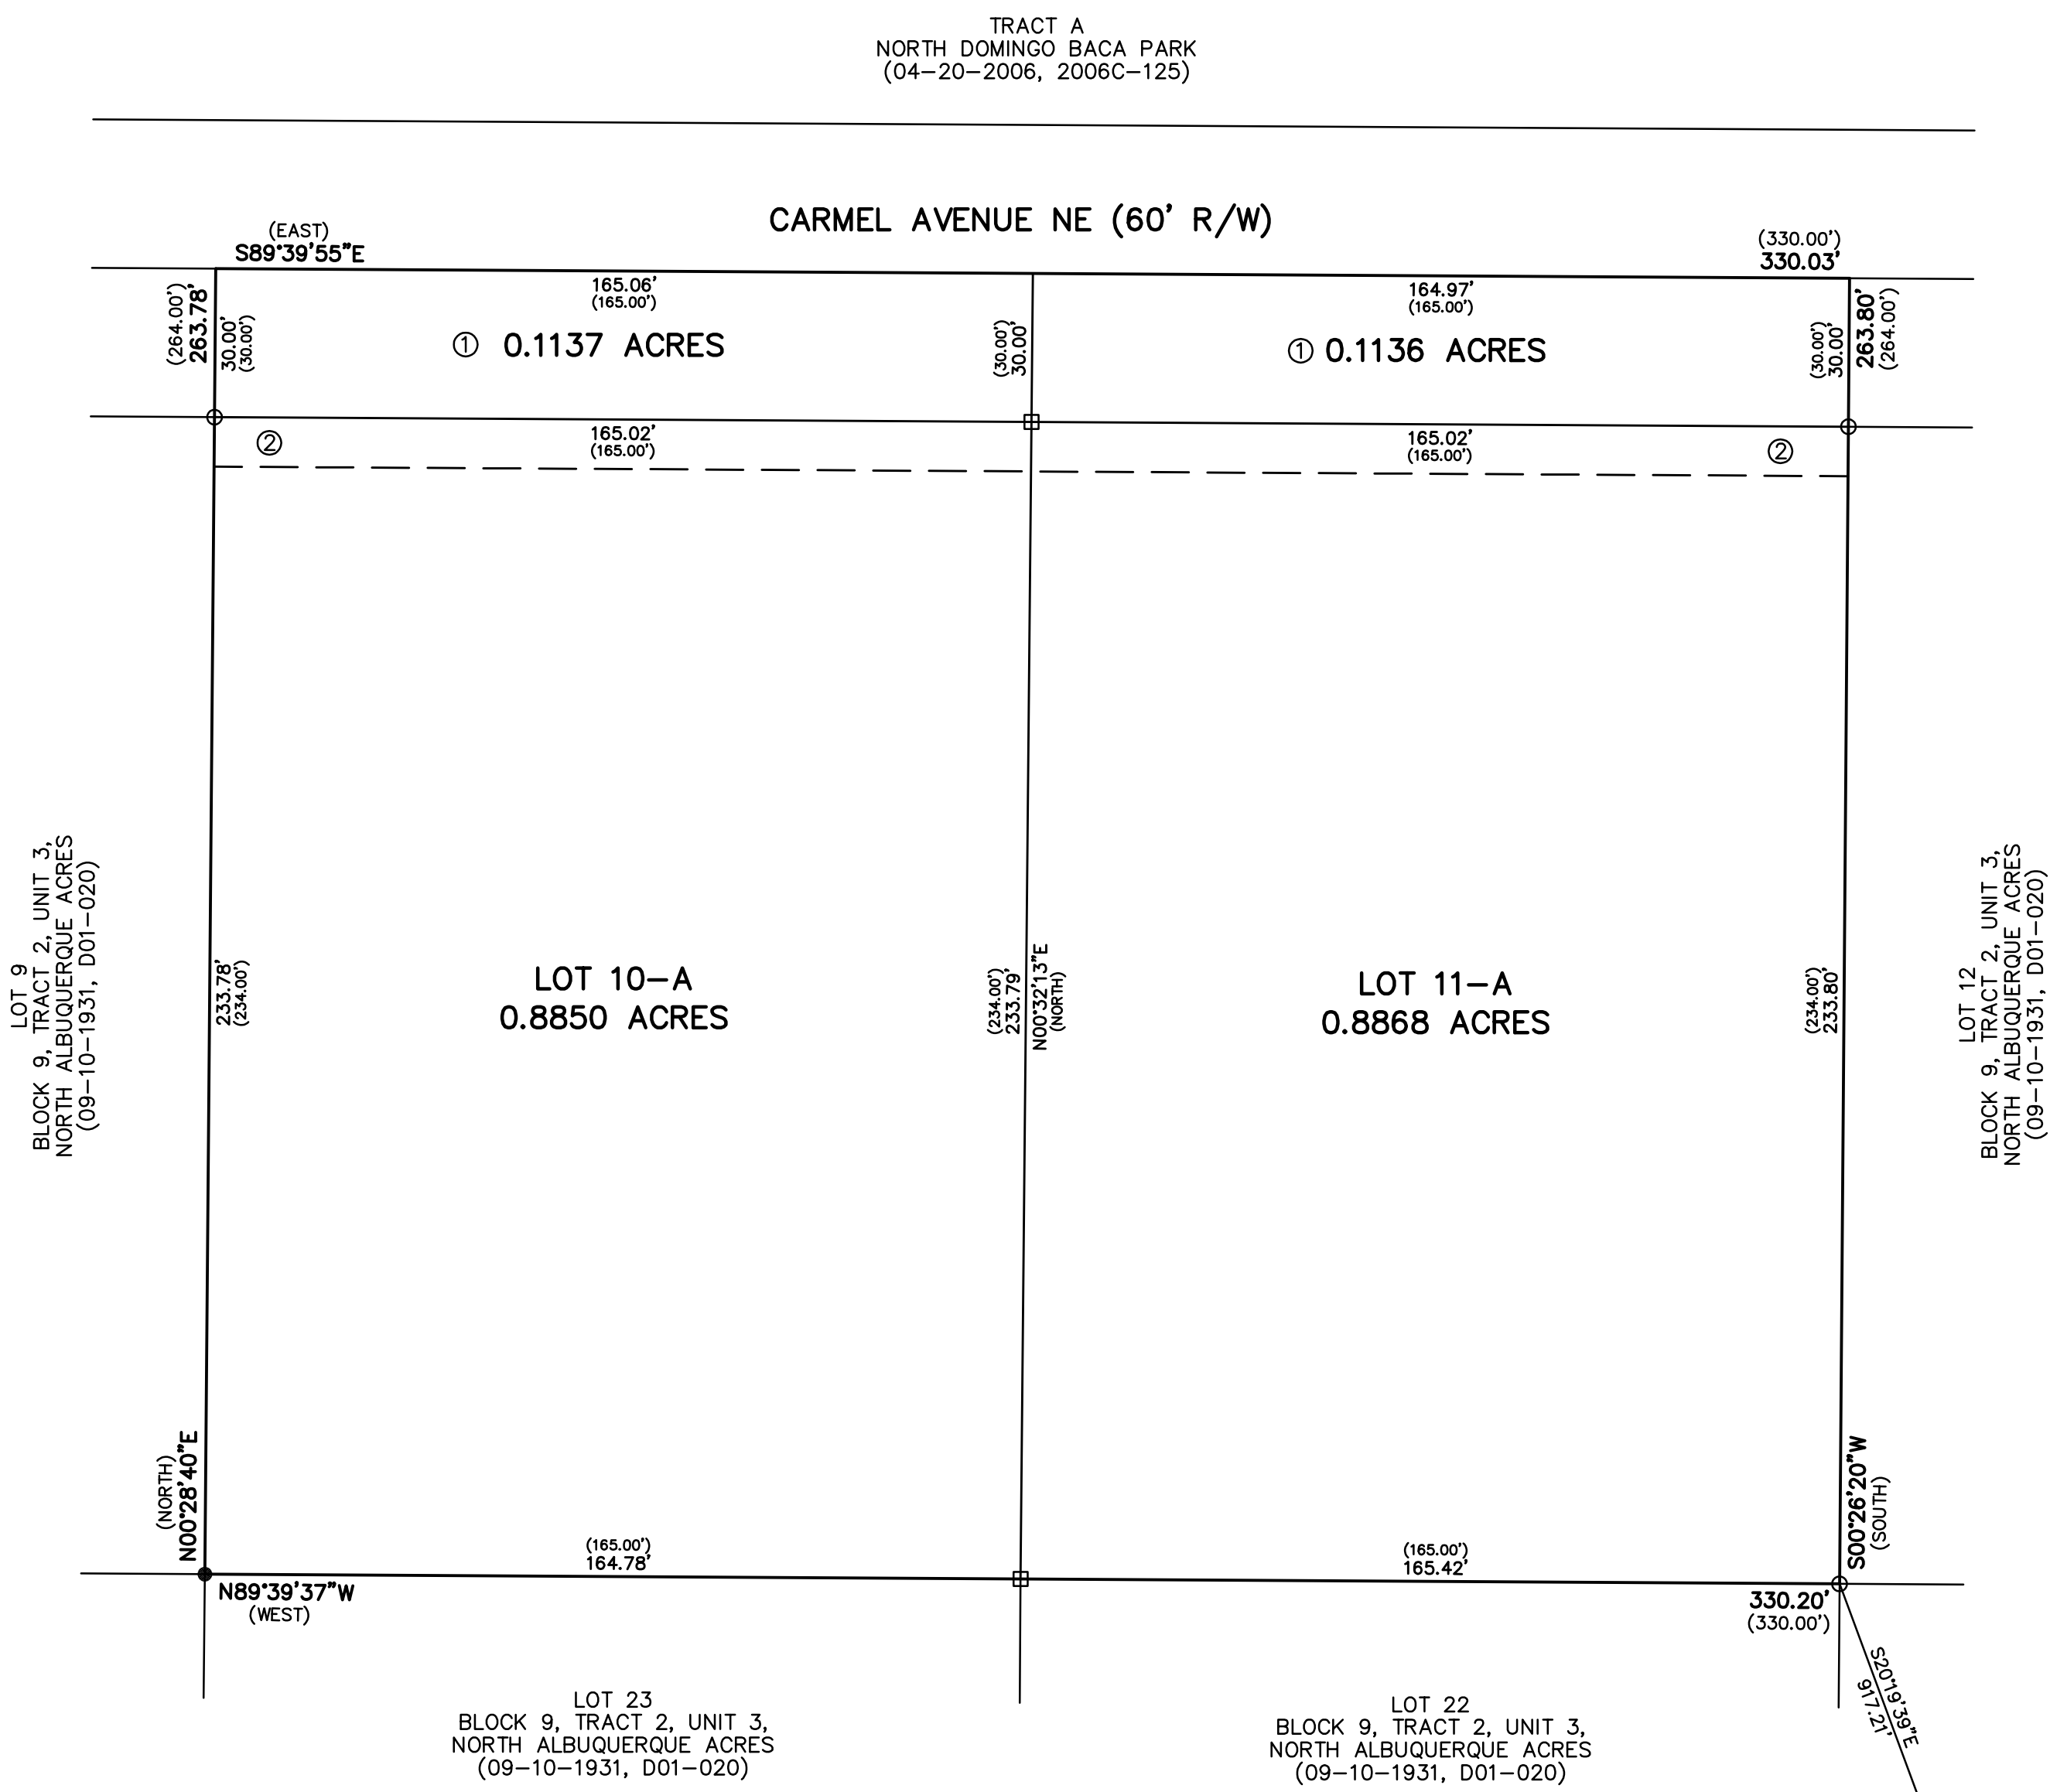 TRACT A
NORTH DOMINGO BACA PARK
(04-20-2006, 2006C-125)
CARMEL AVENUE NE (60' R/W)
(EAST)
S89°39'55"E
(330.00')
330.03'
165.06'
(165.00')
164.97'
(165.00')
(264.00')
263.78'
30.00'
(30.00')
① 0.1137 ACRES
(30.00')
30.00'
① 0.1136 ACRES
(30.00')
30.00'
263.80'
(264.00')
②
165.02'
(165.00')
165.02'
(165.00')
②
LOT 9
BLOCK 9, TRACT 2, UNIT 3,
NORTH ALBUQUERQUE ACRES
(09-10-1931, D01-020)
233.78'
(234.00')
LOT 10-A
0.8850 ACRES
(234.00')
233.79'
N00°32'13"E
(NORTH)
LOT 11-A
0.8868 ACRES
(234.00')
233.80'
LOT 12
BLOCK 9, TRACT 2, UNIT 3,
NORTH ALBUQUERQUE ACRES
(09-10-1931, D01-020)
(NORTH)
N00°28'40"E
S00°26'20"W
(SOUTH)
(165.00')
164.78'
(165.00')
165.42'
N89°39'37"W
(WEST)
330.20'
(330.00')
S20°19'39"E
917.21'
LOT 23
BLOCK 9, TRACT 2, UNIT 3,
NORTH ALBUQUERQUE ACRES
(09-10-1931, D01-020)
LOT 22
BLOCK 9, TRACT 2, UNIT 3,
NORTH ALBUQUERQUE ACRES
(09-10-1931, D01-020)